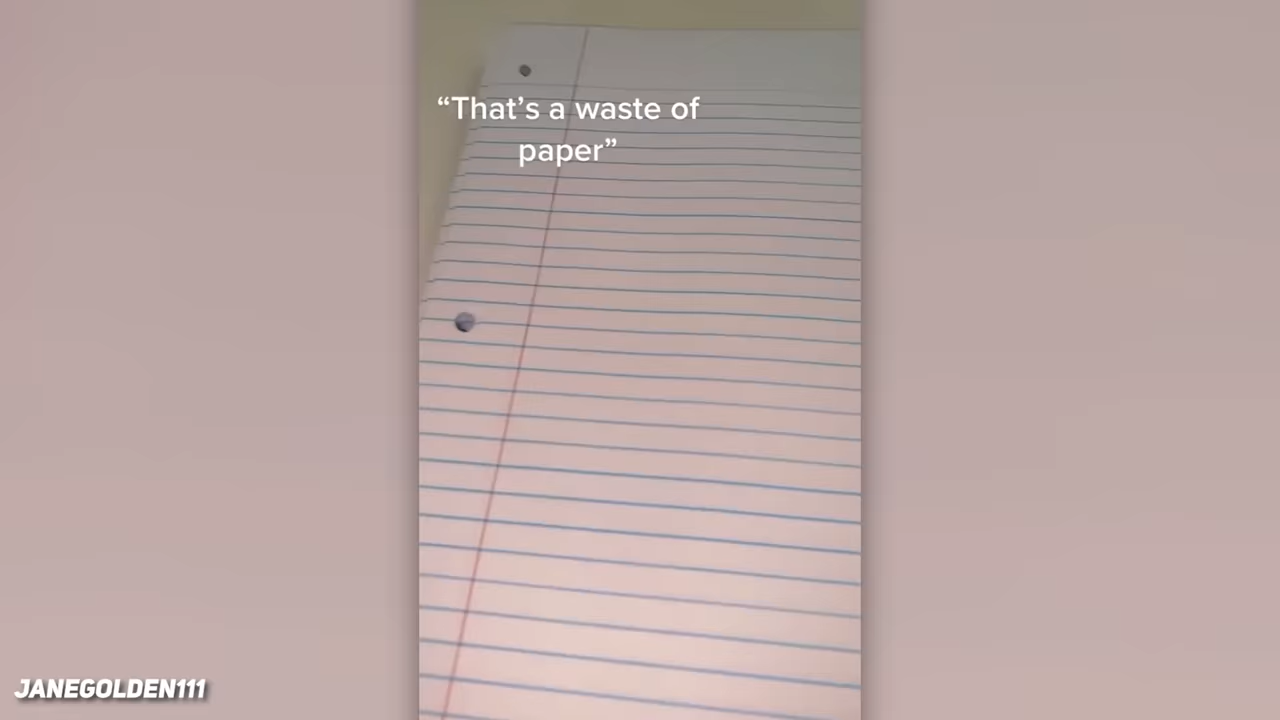 “That’s a waste of
paper”
JANEGOLDEN111